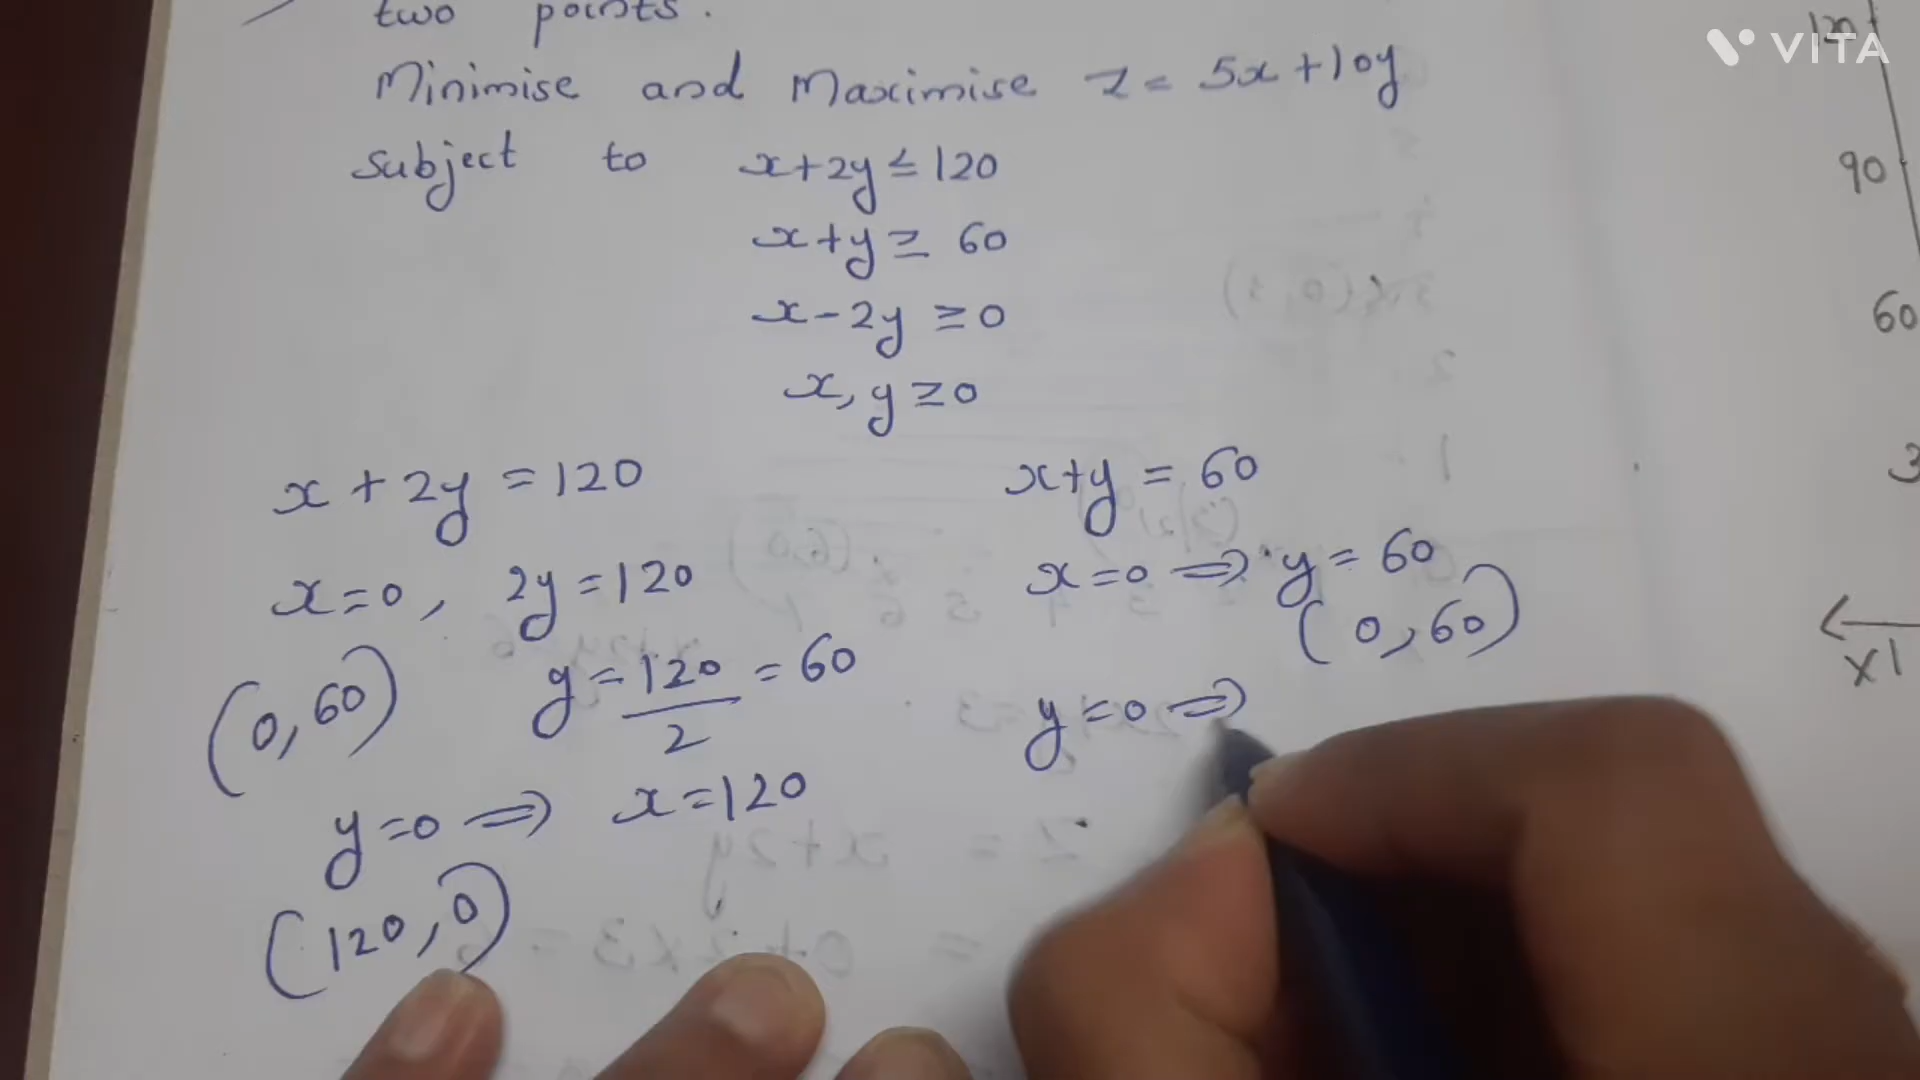 two points.
Minimise and Maximise z = 5x+10y
subject to x+2y ≤ 120
x+y ≥ 60
x-2y ≥ 0
x, y ≥ 0
x + 2y = 120
x=0, 2y=120
(0, 60) y = 120/2 = 60
y=0 ⇒ x=120
(120, 0)
x+y = 60
x=0 ⇒ y = 60
(0, 60)
y=0 ⇒
120
90
60
3
X1
VITA